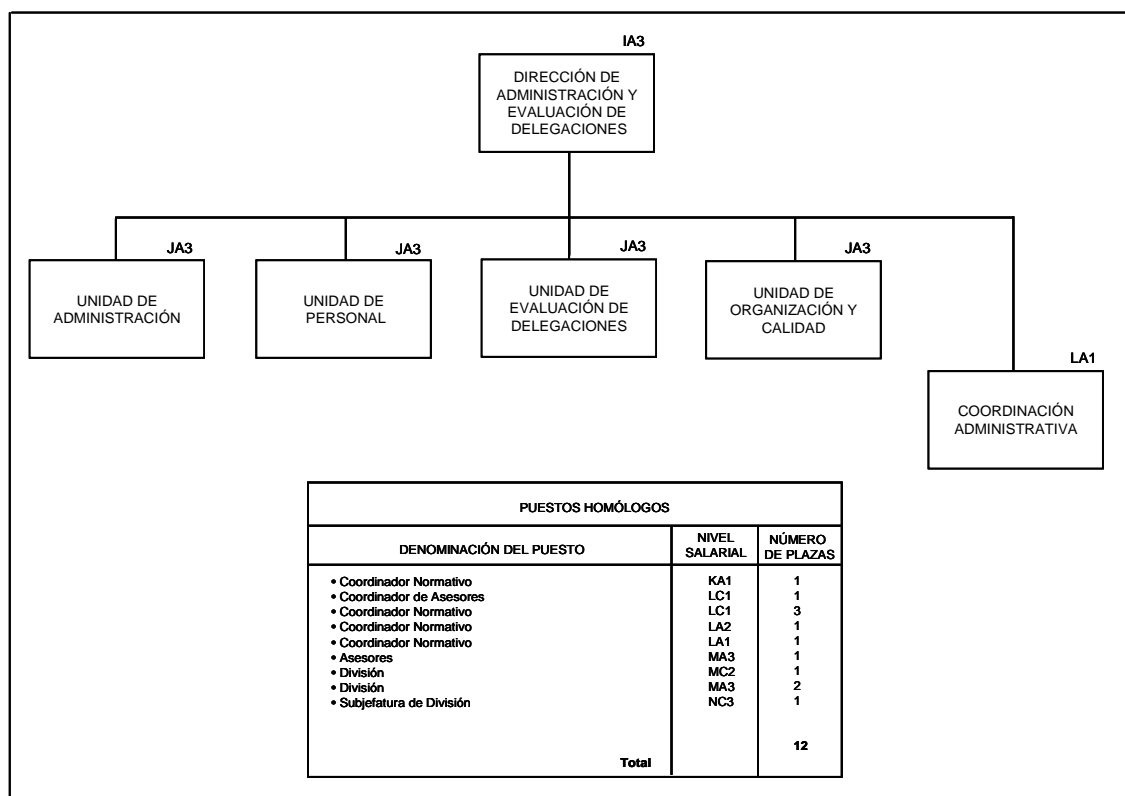 IA3
DIRECCIÓN DE
ADMINISTRACIÓN Y
EVALUACIÓN DE
DELEGACIONES
JA3
UNIDAD DE
ADMINISTRACIÓN
JA3
UNIDAD DE
PERSONAL
JA3
UNIDAD DE
EVALUACIÓN DE
DELEGACIONES
JA3
UNIDAD DE
ORGANIZACIÓN Y
CALIDAD
LA1
COORDINACIÓN
ADMINISTRATIVA
PUESTOS HOMÓLOGOS
DENOMINACIÓN DEL PUESTO
NIVEL
SALARIAL
NÚMERO
DE PLAZAS
• Coordinador Normativo KA1 1
• Coordinador de Asesores LC1 1
• Coordinador Normativo LC1 3
• Coordinador Normativo LA2 1
• Coordinador Normativo LA1 1
• Asesores MA3 1
• División MC2 1
• División MA3 2
• Subjefatura de División NC3 1
12
Total